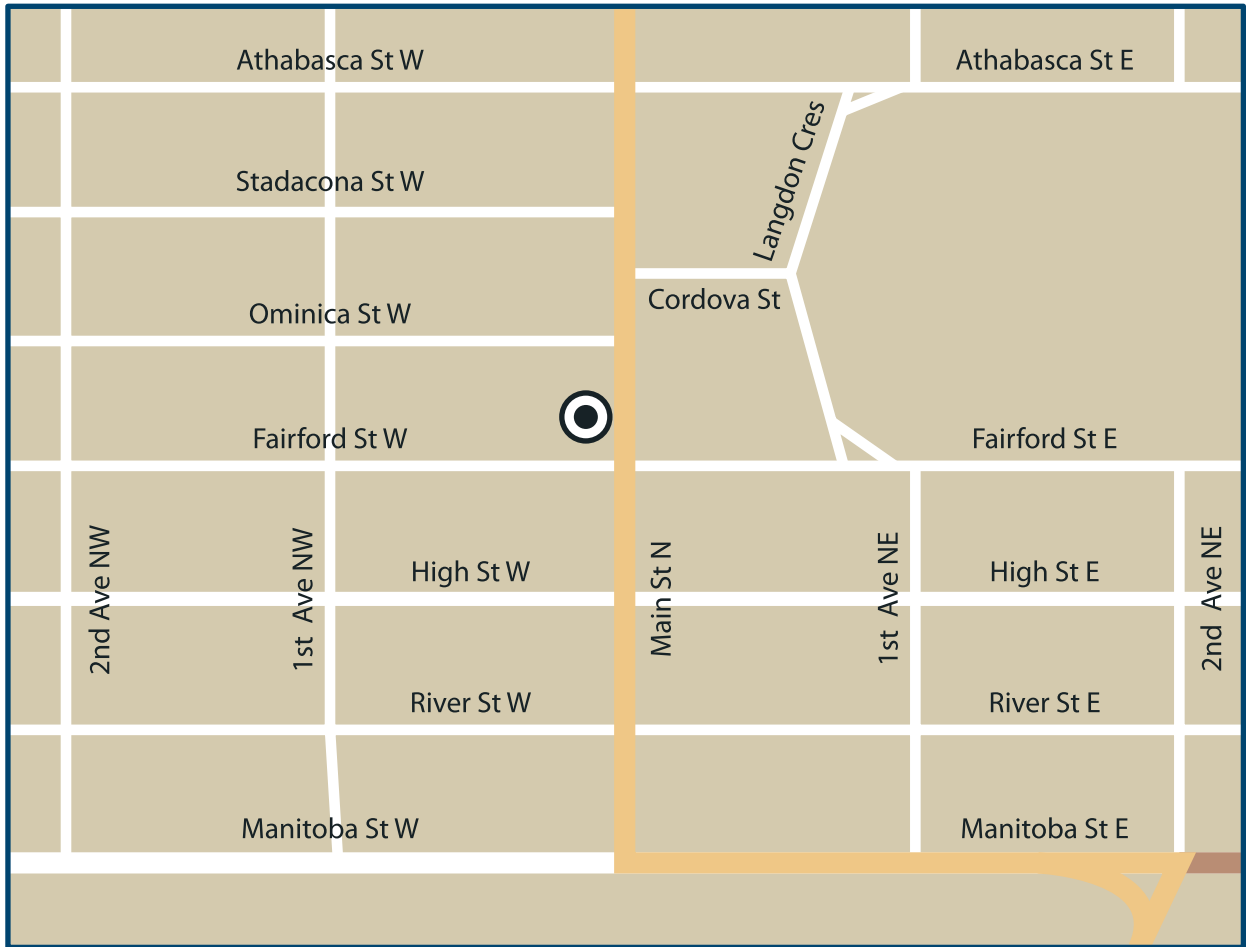 Athabasca St W
Athabasca St E
Langdon Cres
Stadacona St W
Cordova St
Ominica St W
Fairford St W
Fairford St E
2nd Ave NW
1st Ave NW
High St W
Main St N
1st Ave NE
High St E
2nd Ave NE
River St W
River St E
Manitoba St W
Manitoba St E